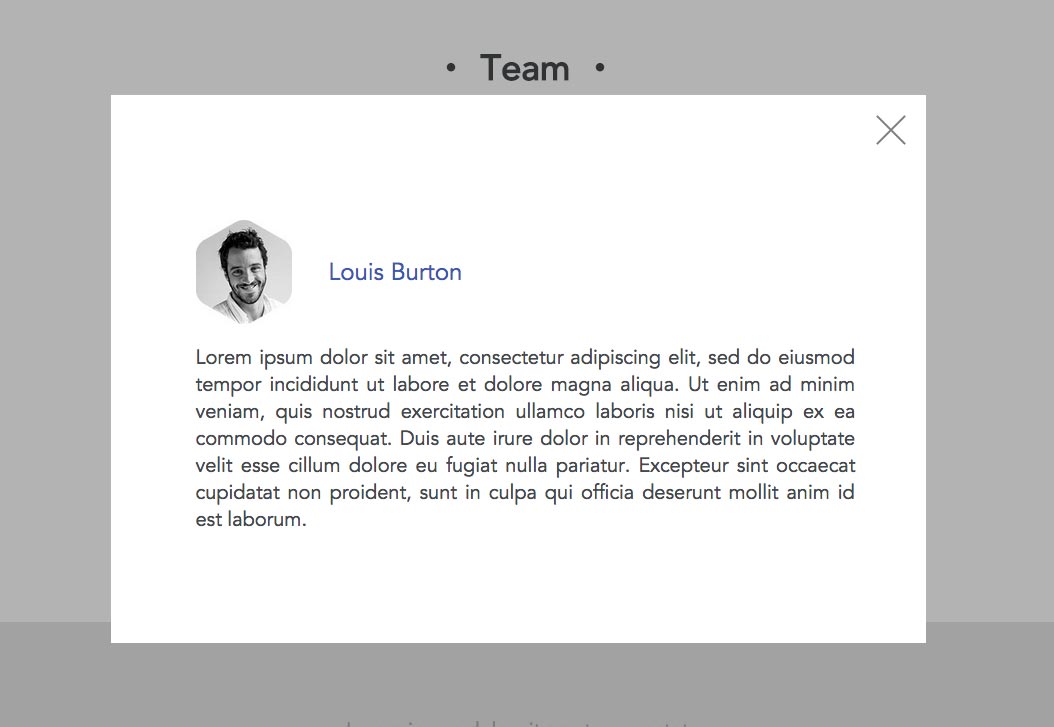 • Team •
Louis Burton
Lorem ipsum dolor sit amet, consectetur adipiscing elit, sed do eiusmod
tempor incididunt ut labore et dolore magna aliqua. Ut enim ad minim
veniam, quis nostrud exercitation ullamco laboris nisi ut aliquip ex ea
commodo consequat. Duis aute irure dolor in reprehenderit in voluptate
velit esse cillum dolore eu fugiat nulla pariatur. Excepteur sint occaecat
cupidatat non proident, sunt in culpa qui officia deserunt mollit anim id
est laborum.